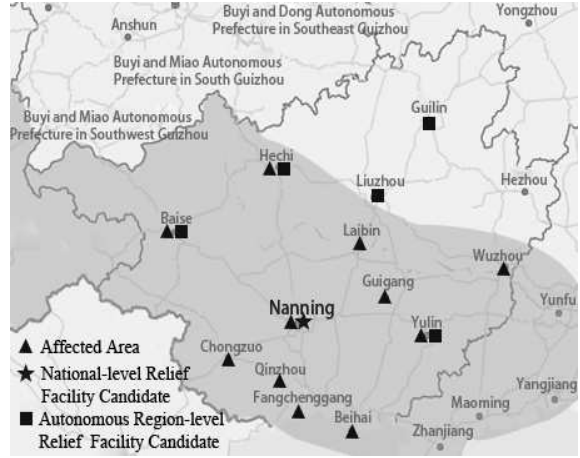 Buyi and Dong Autonomous
Prefecture in Southeast Guizhou
Yongzhou
Anshun
Buyi and Miao Autonomous
Prefecture in South Guizhou
Buyi and Miao Autonomous
Prefecture in Southwest Guizhou
Guilin
Hechi
Liuzhou
Hezhou
Baise
Laibin
Wuzhou
Guigang
Nanning
Yunfu
Yulin
Chongzuo
Qinzhou
Fangchenggang
Yangjiang
Beihai
Maoming
Zhanjiang
Affected Area
National-level Relief
Facility Candidate
Autonomous Region-level
Relief Facility Candidate